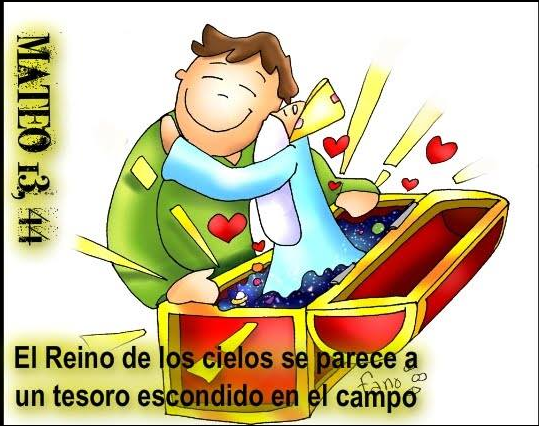 MATEO 13, 44
El Reino de los cielos se parece a
un tesoro escondido en el campo
fano